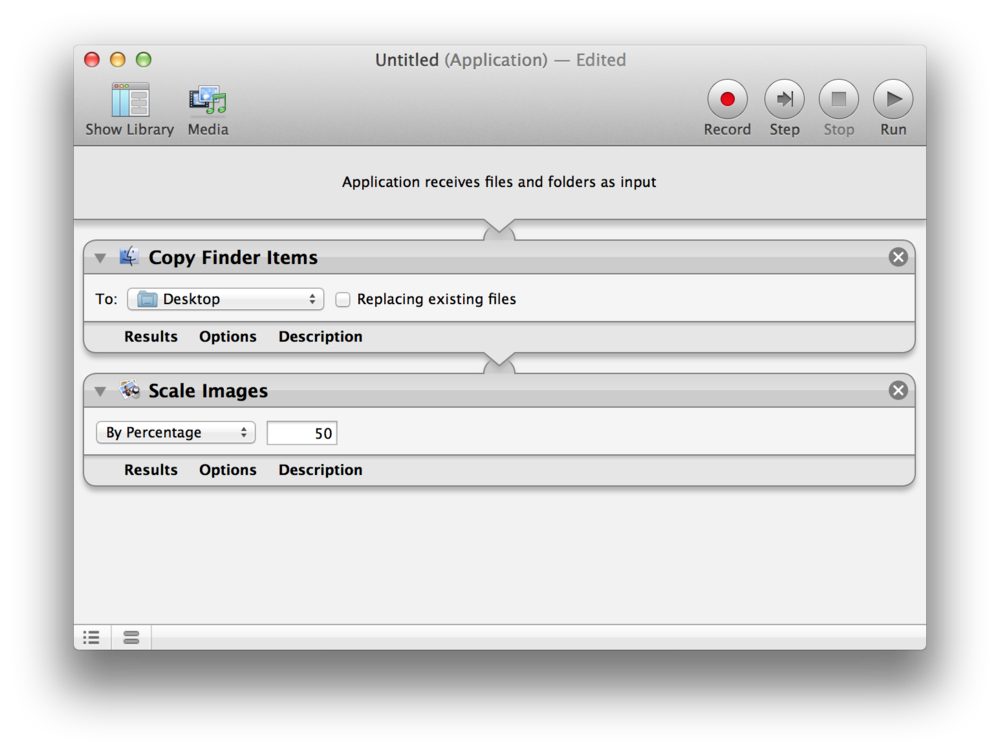 Untitled (Application) — Edited
Show Library Media Record Step Stop Run
Application receives files and folders as input
Copy Finder Items
To: Desktop Replacing existing files
Results Options Description
Scale Images
By Percentage 50
Results Options Description